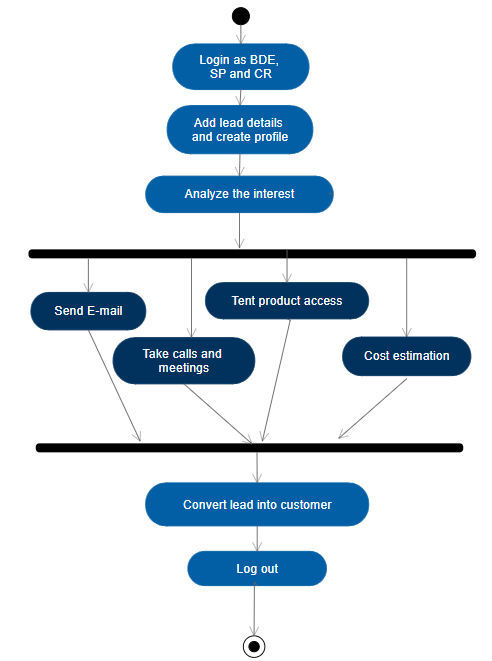 Login as BDE,
SP and CR
Add lead details
and create profile
Analyze the interest
Send E-mail
Tent product access
Take calls and
meetings
Cost estimation
Convert lead into customer
Log out